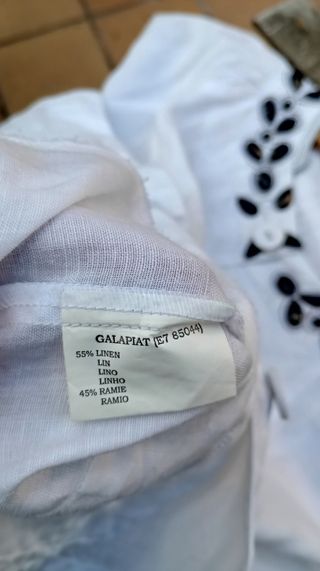 GALAPIAT (E7 85044)
55% LINEN
LIN
LINO
LINHO
45% RAMIE
RAMIO